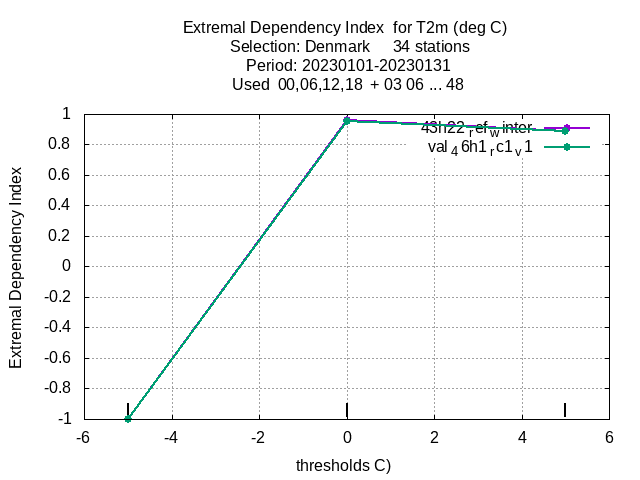 Extremal Dependency Index  for T2m (deg C)
Selection: Denmark     34 stations
Period: 20230101-20230131
Used  00,06,12,18  + 03 06 ... 48
Extremal Dependency Index
1
0.8
0.6
0.4
0.2
0
-0.2
-0.4
-0.6
-0.8
-1
43h22refwinter
val46h1rc1v1
-6 -4 -2 0 2 4 6
thresholds C)